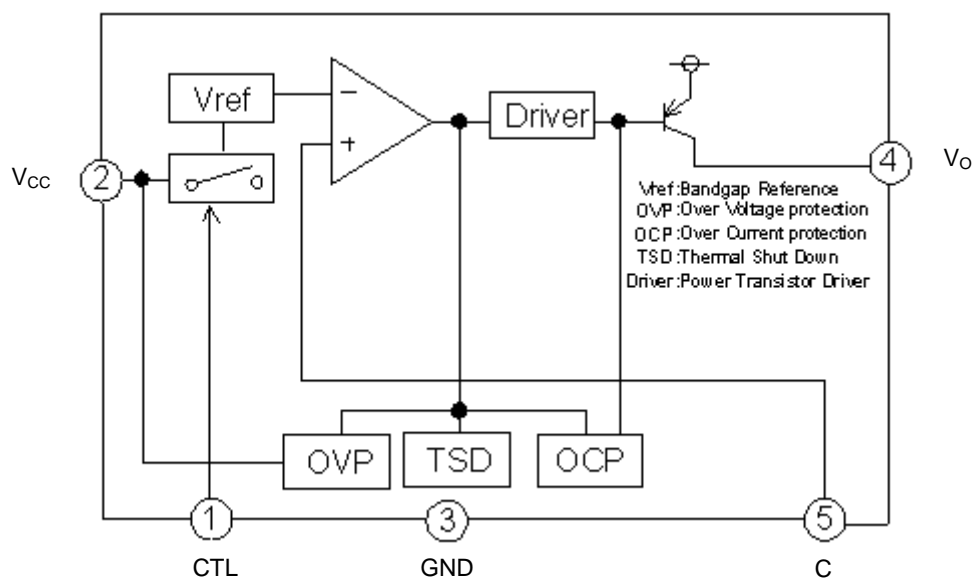 Vref
−
+
Driver
VCC
2
4
VO
Vref:Bandgap Reference
OVP:Over Voltage protection
OCP:Over Current protection
TSD:Thermal Shut Down
Driver:Power Transistor Driver
OVP
TSD
OCP
1
3
5
CTL
GND
C